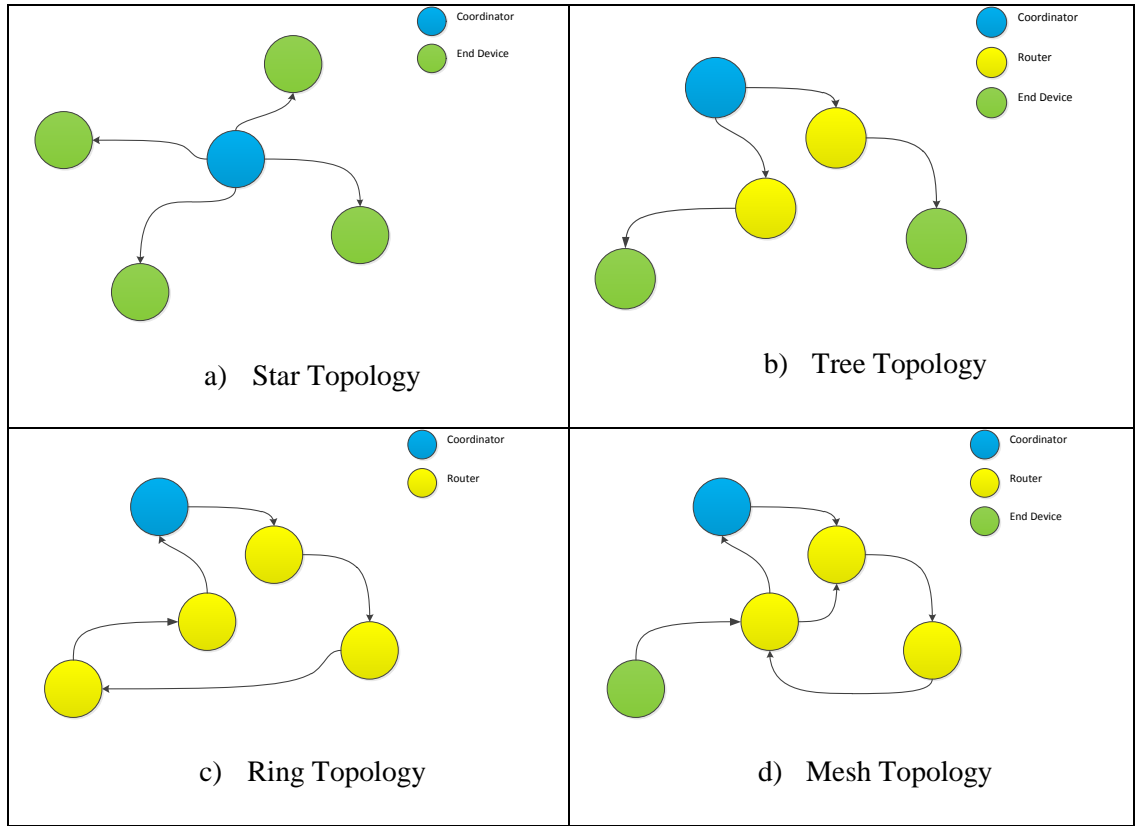 Coordinator
End Device
a) Star Topology
Coordinator
Router
End Device
b) Tree Topology
Coordinator
Router
c) Ring Topology
Coordinator
Router
End Device
d) Mesh Topology